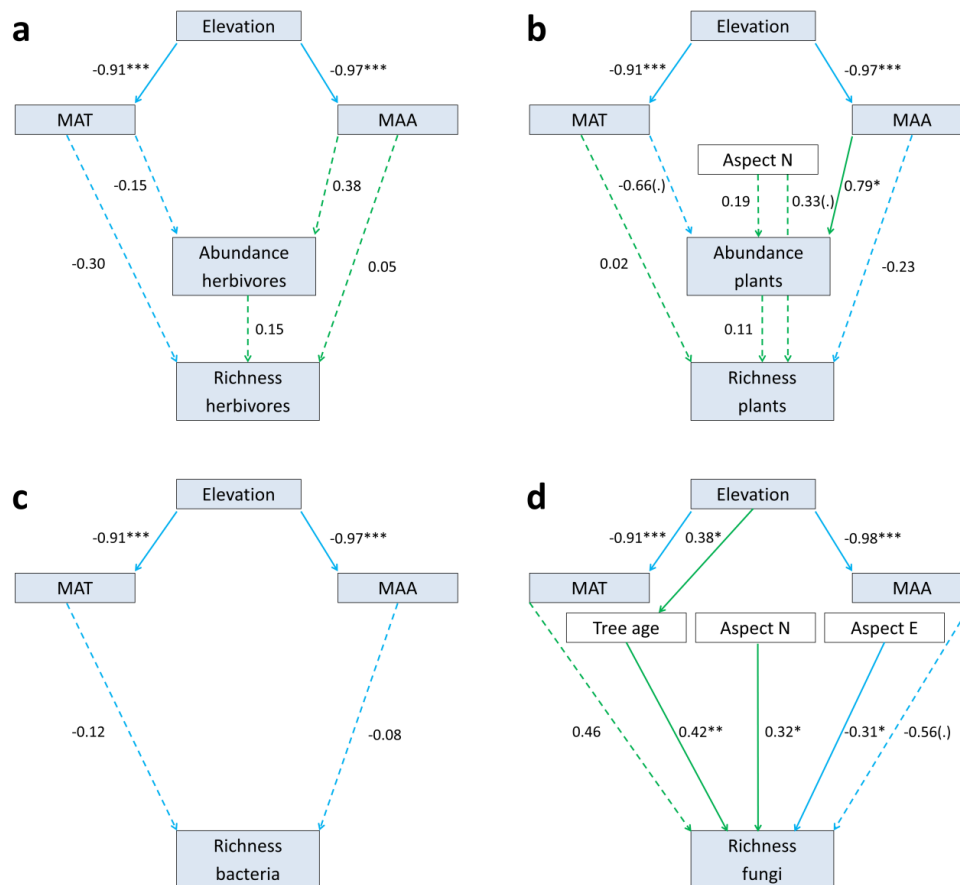 a
Elevation
-0.91***
-0.97***
MAT
MAA
-0.15
0.38
-0.30
Abundance
herbivores
0.05
0.15
Richness
herbivores
b
Elevation
-0.91***
-0.97***
MAT
MAA
Aspect N
-0.66(.)
0.19
0.33(.)
0.79*
0.02
Abundance
plants
-0.23
0.11
Richness
plants
c
Elevation
-0.91***
-0.97***
MAT
MAA
-0.12
-0.08
Richness
bacteria
d
Elevation
-0.91***
0.38*
-0.98***
MAT
MAA
Tree age
Aspect N
Aspect E
0.46
0.42**
0.32*
-0.31*
-0.56(.)
Richness
fungi